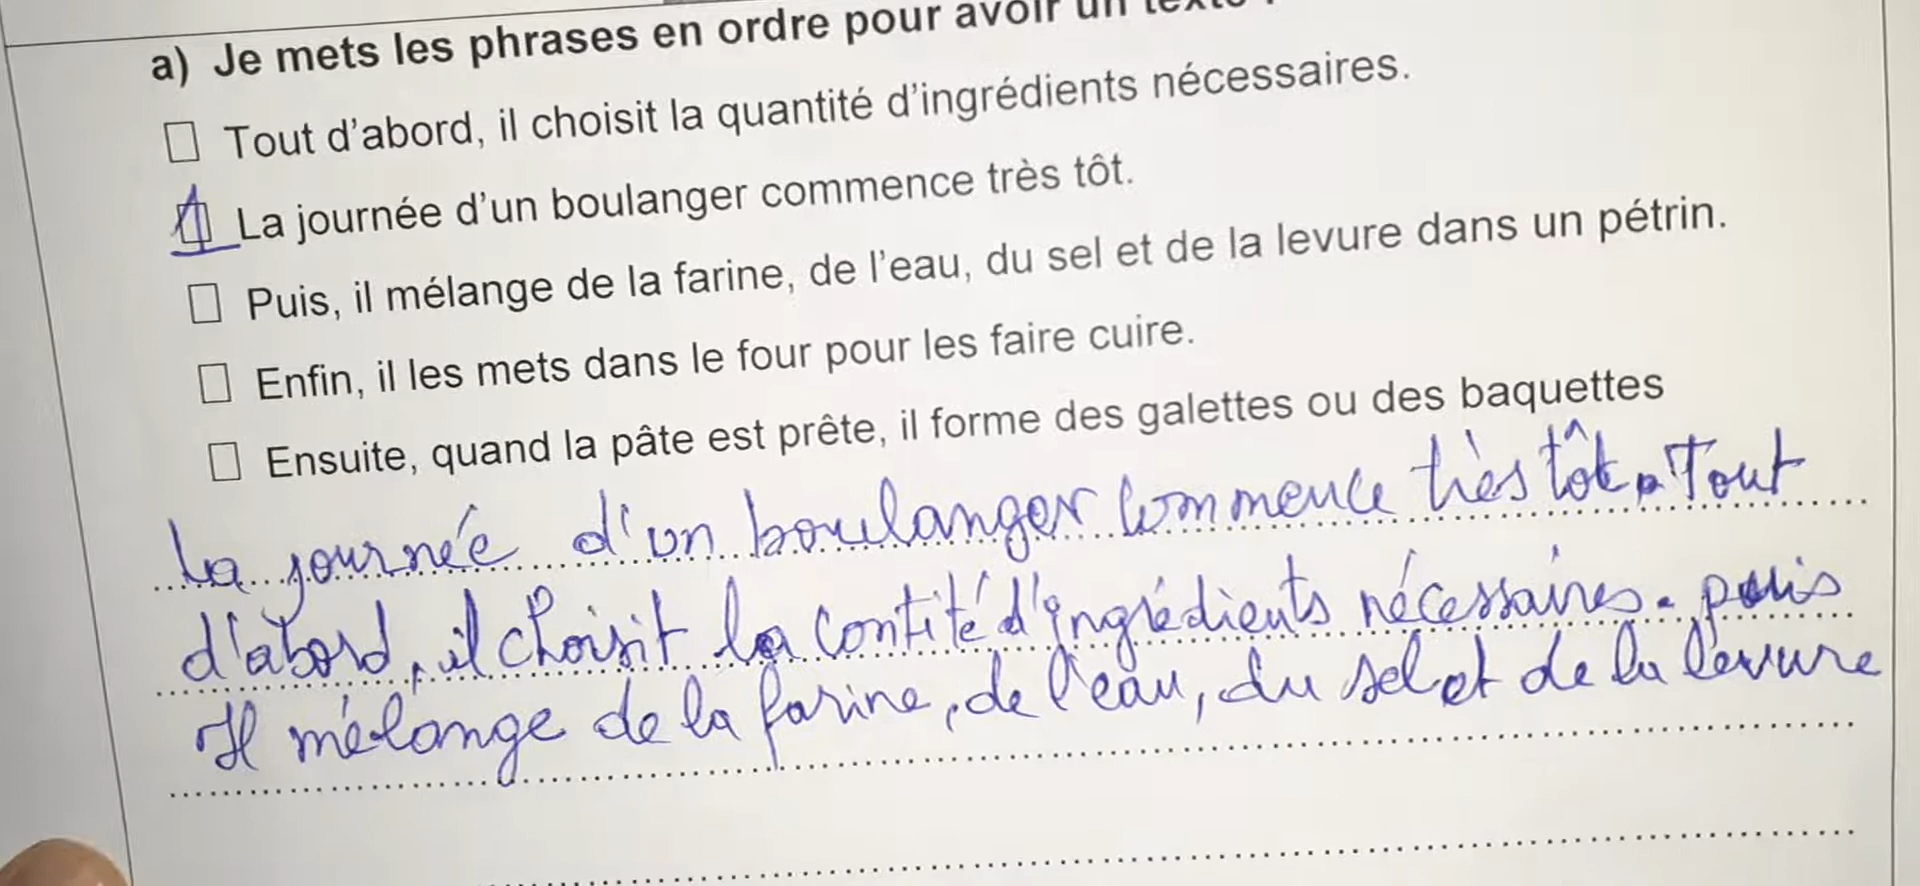 a) Je mets les phrases en ordre pour avoir un texte :
Tout d'abord, il choisit la quantité d'ingrédients nécessaires.
1 La journée d'un boulanger commence très tôt.
Puis, il mélange de la farine, de l'eau, du sel et de la levure dans un pétrin.
Enfin, il les mets dans le four pour les faire cuire.
Ensuite, quand la pâte est prête, il forme des galettes ou des baquettes
La journée d'un boulanger commence très tôt. Tout
d'abord, il choisit la contité d'ingrédients nécessaires. puis
Il mélange de la farine, de l'eau, du sel et de la levure